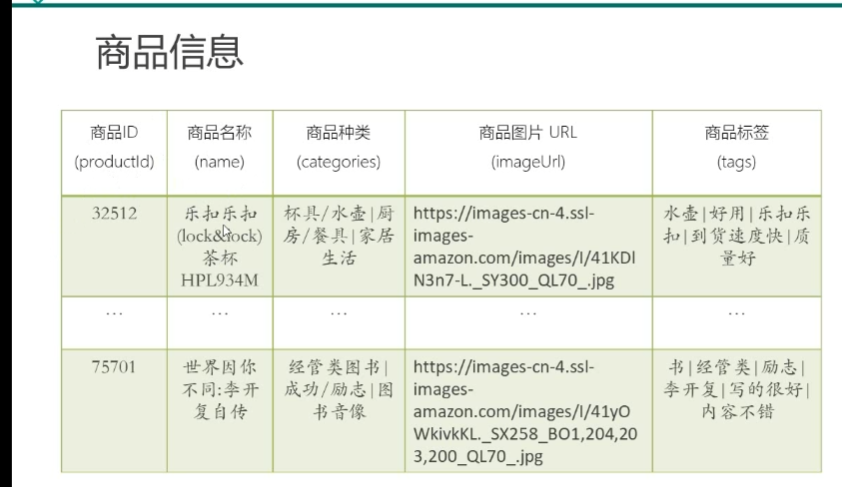 商品信息
商品ID
(productId)
商品名称
(name)
商品种类
(categories)
商品图片 URL
(imageUrl)
商品标签
(tags)
32512
乐扣乐扣
(lock&lock)
茶杯
HPL934M
杯具/水壶|厨
房/餐具|家居
生活
https://images-cn-4.ssl-
images-
amazon.com/images/I/41KDI
N3n7-L._SY300_QL70_.jpg
水壶|好用|乐扣乐
扣|到货速度快|质
量好
...
...
...
...
...
75701
世界因你
不同:李开
复自传
经管类图书|
成功/励志|图
书音像
https://images-cn-4.ssl-
images-
amazon.com/images/I/41yO
WkivkKL._SX258_BO1,204,20
3,200_QL70_.jpg
书|经管类|励志|
李开复|写的很好|
内容不错